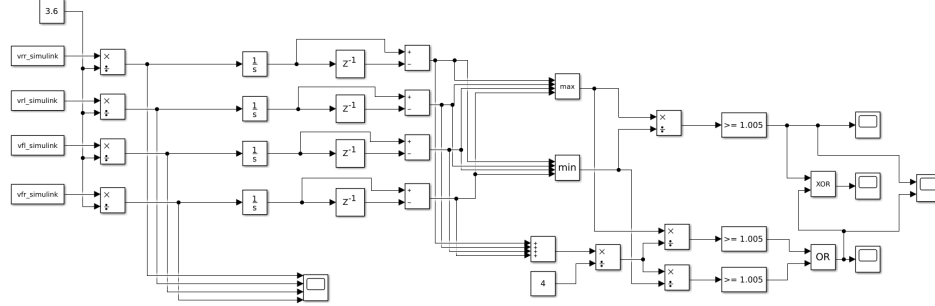 3.6
vrr_simulink
× ÷
1/s
Z-1
+ −
vrl_simulink
× ÷
1/s
Z-1
+ −
max
× ÷
>= 1.005
vfl_simulink
× ÷
1/s
Z-1
+ −
min
XOR
vfr_simulink
× ÷
1/s
Z-1
+ −
× ÷
>= 1.005
+ + + +
× ÷
OR
4
× ÷
>= 1.005